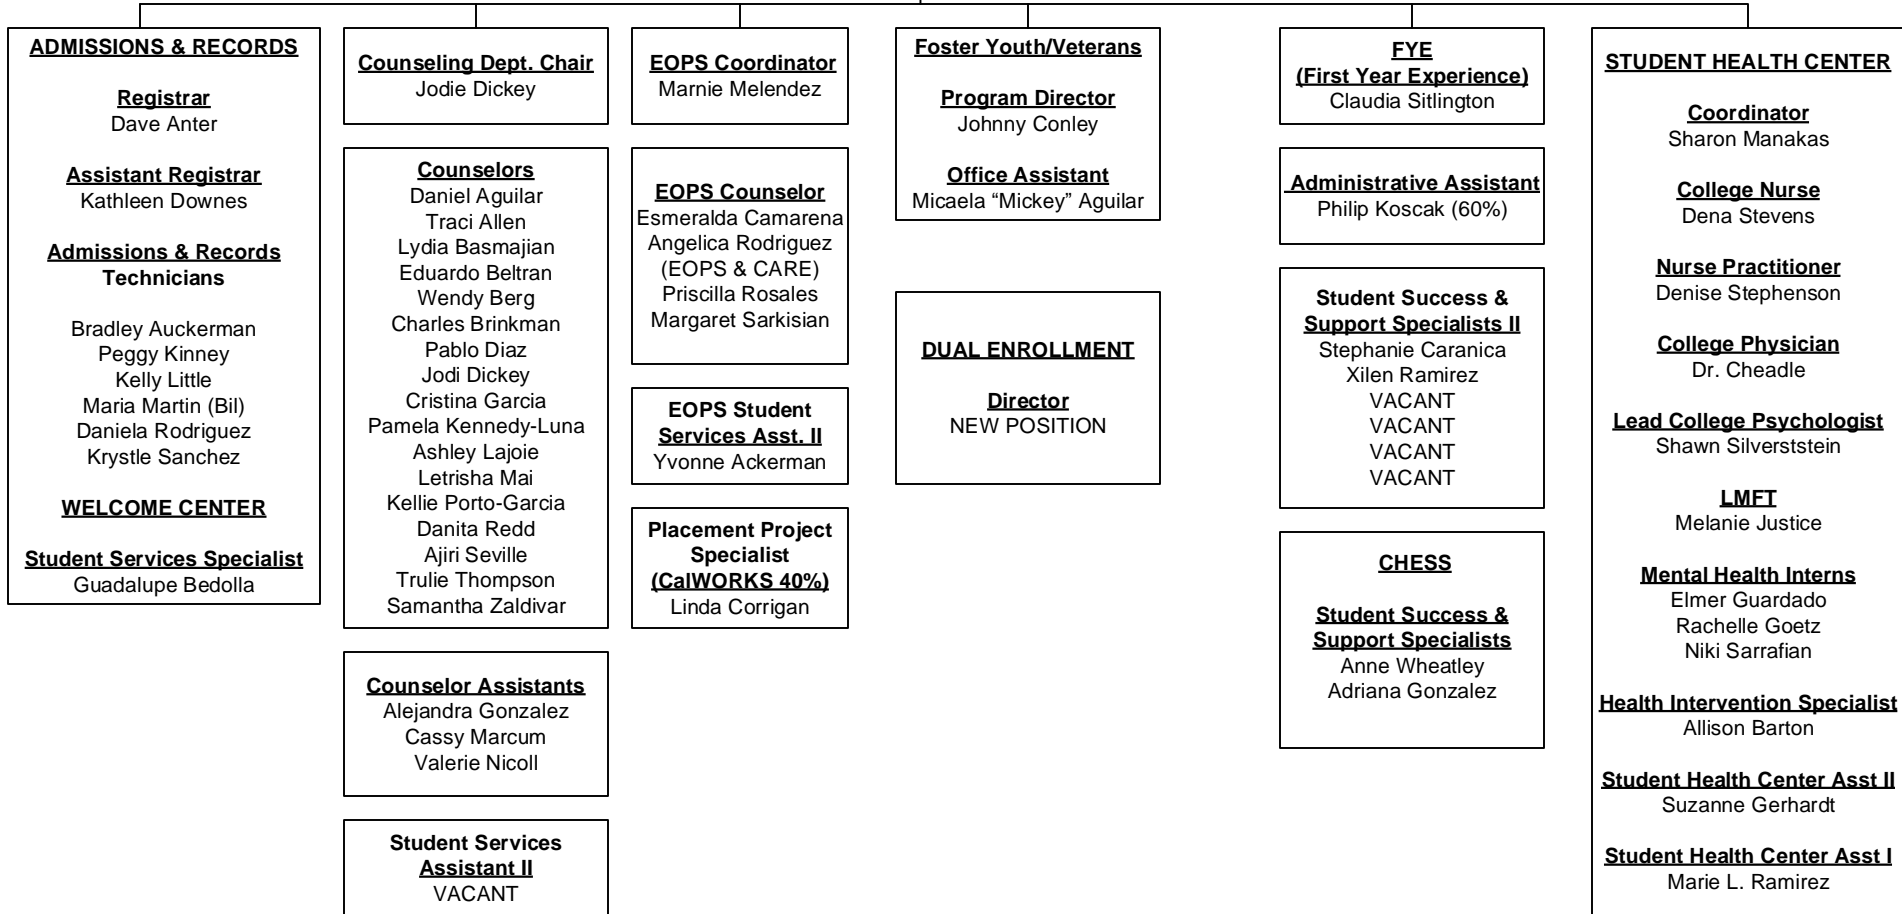 ADMISSIONS & RECORDS
Registrar
Dave Anter
Assistant Registrar
Kathleen Downes
Admissions & Records
Technicians
Bradley Auckerman
Peggy Kinney
Kelly Little
Maria Martin (Bil)
Daniela Rodriguez
Krystle Sanchez
WELCOME CENTER
Student Services Specialist
Guadalupe Bedolla
Counseling Dept. Chair
Jodie Dickey
Counselors
Daniel Aguilar
Traci Allen
Lydia Basmajian
Eduardo Beltran
Wendy Berg
Charles Brinkman
Pablo Diaz
Jodi Dickey
Cristina Garcia
Pamela Kennedy-Luna
Ashley Lajoie
Letrisha Mai
Kellie Porto-Garcia
Danita Redd
Ajiri Seville
Trulie Thompson
Samantha Zaldivar
Counselor Assistants
Alejandra Gonzalez
Cassy Marcum
Valerie Nicoll
Student Services
Assistant II
VACANT
EOPS Coordinator
Marnie Melendez
EOPS Counselor
Esmeralda Camarena
Angelica Rodriguez
(EOPS & CARE)
Priscilla Rosales
Margaret Sarkisian
EOPS Student
Services Asst. II
Yvonne Ackerman
Placement Project
Specialist
(CalWORKS 40%)
Linda Corrigan
Foster Youth/Veterans
Program Director
Johnny Conley
Office Assistant
Micaela “Mickey” Aguilar
DUAL ENROLLMENT
Director
NEW POSITION
FYE
(First Year Experience)
Claudia Sitlington
Administrative Assistant
Philip Koscak (60%)
Student Success &
Support Specialists II
Stephanie Caranica
Xilen Ramirez
VACANT
VACANT
VACANT
VACANT
CHESS
Student Success &
Support Specialists
Anne Wheatley
Adriana Gonzalez
STUDENT HEALTH CENTER
Coordinator
Sharon Manakas
College Nurse
Dena Stevens
Nurse Practitioner
Denise Stephenson
College Physician
Dr. Cheadle
Lead College Psychologist
Shawn Silverststein
LMFT
Melanie Justice
Mental Health Interns
Elmer Guardado
Rachelle Goetz
Niki Sarrafian
Health Intervention Specialist
Allison Barton
Student Health Center Asst II
Suzanne Gerhardt
Student Health Center Asst I
Marie L. Ramirez